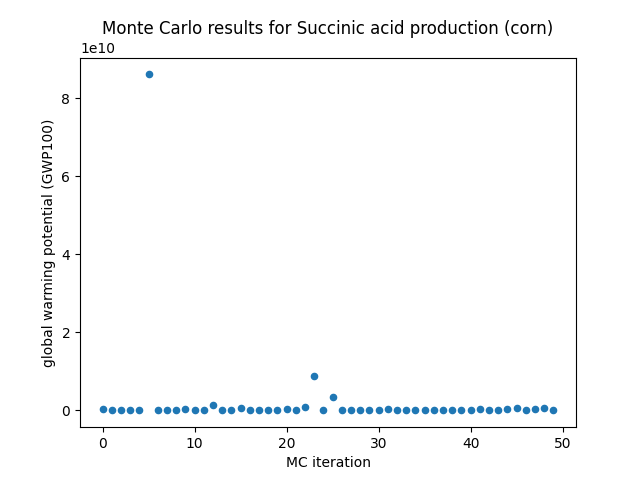 Monte Carlo results for Succinic acid production (corn)
1e10
8
6
4
2
0
global warming potential (GWP100)
0 10 20 30 40 50
MC iteration